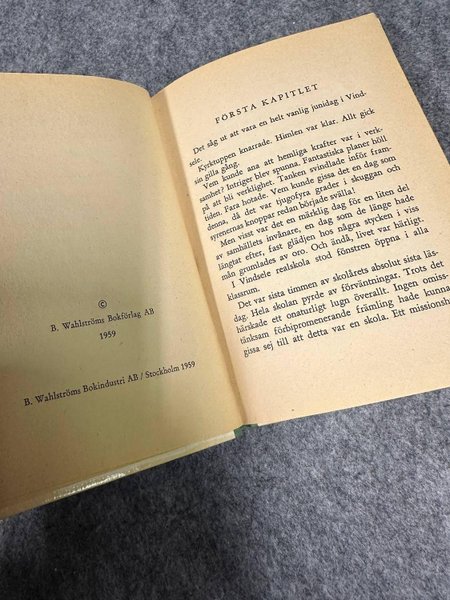 ©
B. Wahlströms Bokförlag AB
1959
B. Wahlströms Bokindustri AB / Stockholm 1959
FÖRSTA KAPITLET
Det såg ut att vara en helt vanlig junidag i Vind-
sele.
Kyrktuppen knarrade. Himlen var klar. Allt gick
sin gilla gång.
Vem kunde ana att hemliga krafter var i verk-
samhet? Intriger blev spunna. Fantastiska planer höll
på att bli verklighet. Tanken svindlade inför fram-
tiden. Fara hotade. Vem kunde gissa det en dag som
denna, då det var tjugofyra grader i skuggan och
syrenernas knoppar redan började svälla!
Men visst var det en märklig dag för en liten del
av samhällets invånare, en dag som de länge hade
längtat efter, fast glädjen hos några stycken i viss
mån grumlades av oro. Och ändå, livet var härligt.
I Vindsele realskola stod fönstren öppna i alla
klassrum.
Det var sista timmen av skolårets absolut sista läs-
dag. Hela skolan pyrde av förväntningar. Trots det
härskade ett onaturligt lugn överallt. Ingen omiss-
tänksam förbipromenerande främling hade kunna
gissa sej till att detta var en skola. Ett missionsh